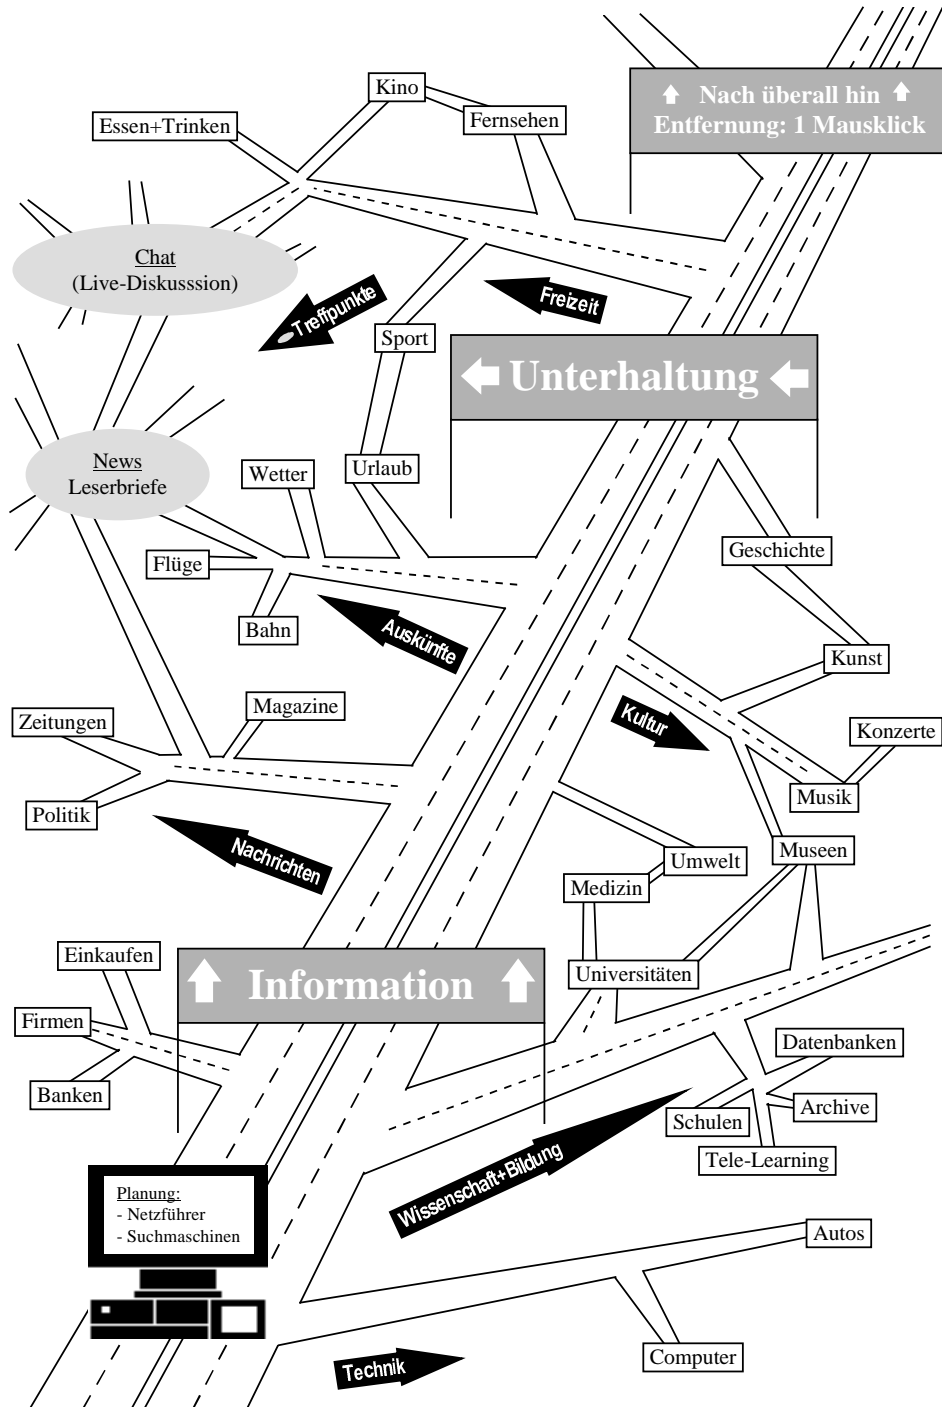 Nach überall hin
Entfernung: 1 Mausklick
Kino
Fernsehen
Essen+Trinken
Chat
(Live-Diskusssion)
Treffpunkte
Freizeit
Sport
Unterhaltung
News
Leserbriefe
Wetter
Urlaub
Flüge
Bahn
Auskünfte
Geschichte
Kunst
Kultur
Konzerte
Musik
Museen
Magazine
Zeitungen
Politik
Nachrichten
Umwelt
Medizin
Universitäten
Information
Einkaufen
Firmen
Banken
Datenbanken
Archive
Schulen
Tele-Learning
Wissenschaft+Bildung
Planung:
- Netzführer
- Suchmaschinen
Autos
Computer
Technik